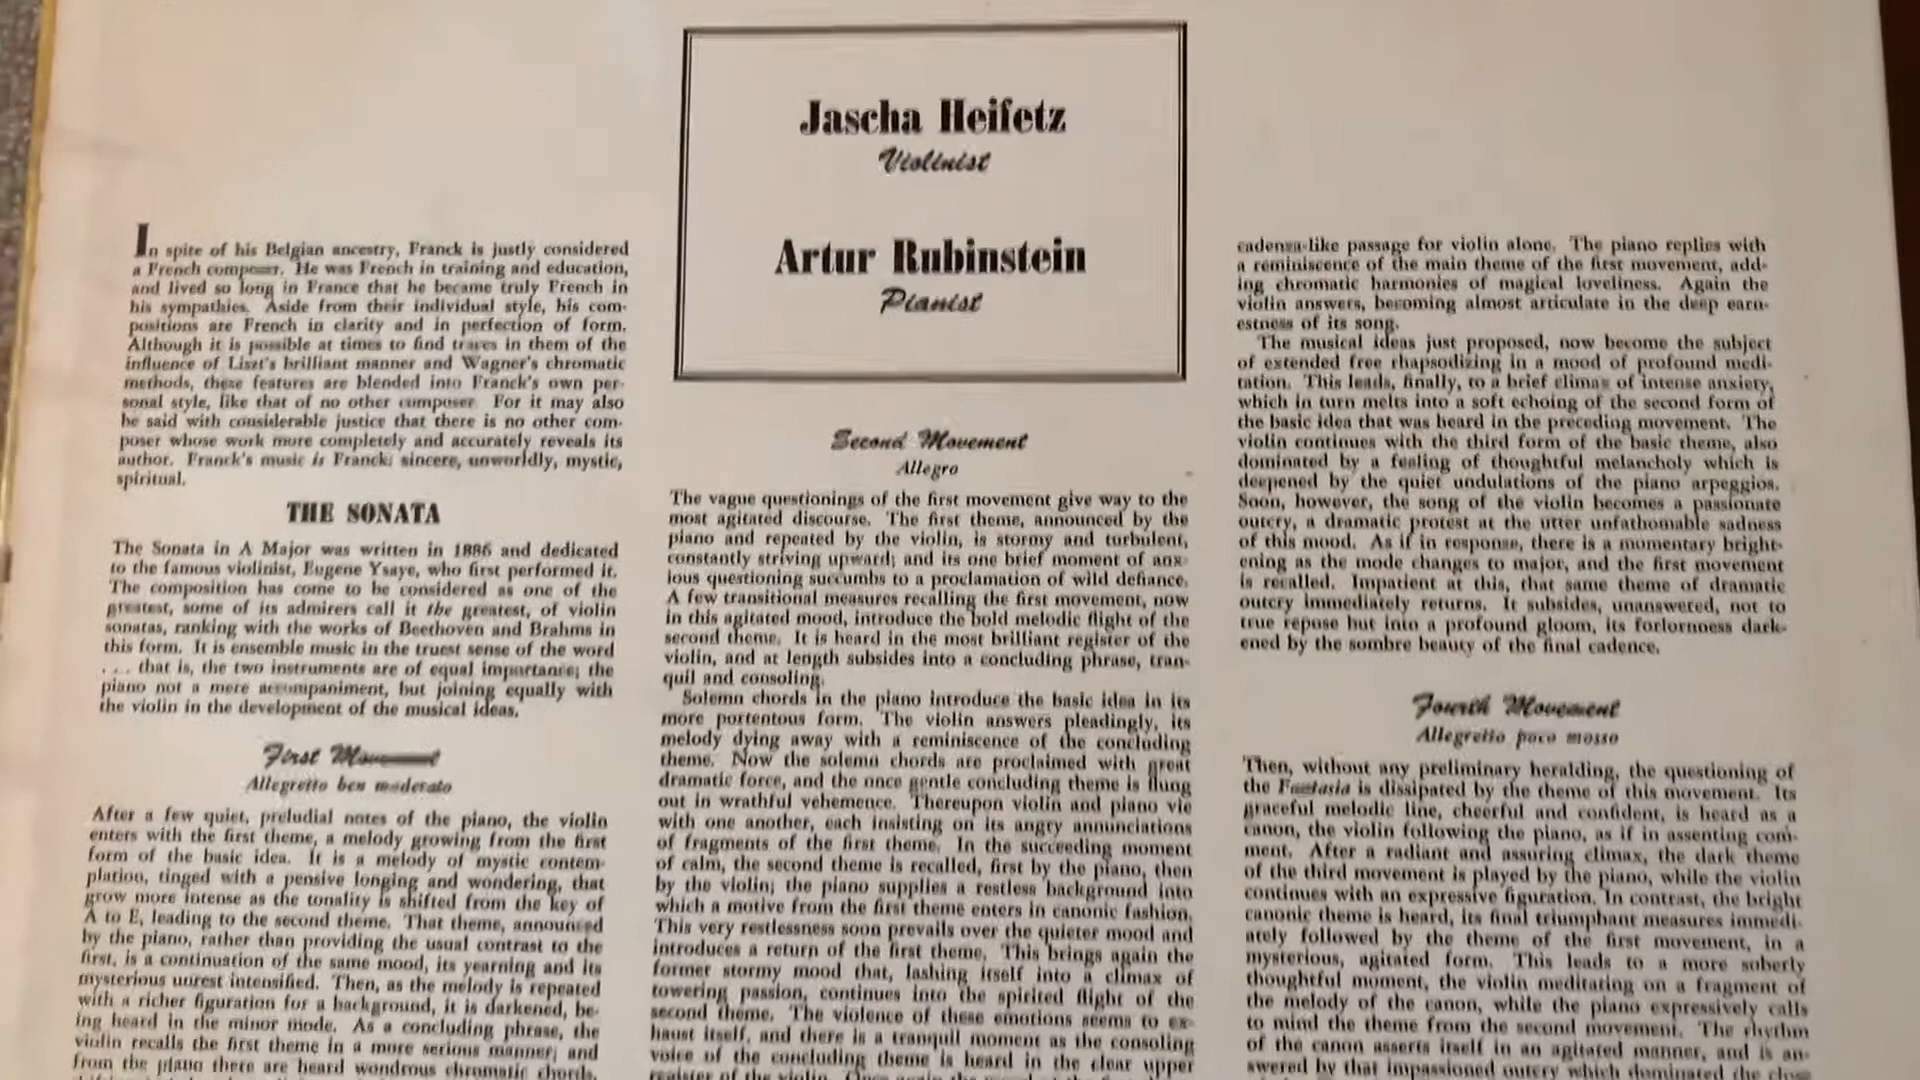 Jascha Heifetz
Violinist
Artur Rubinstein
Pianist
In spite of his Belgian ancestry, Franck is justly considered
a French composer. He was French in training and education,
and lived so long in France that he became truly French in
his sympathies. Aside from their individual style, his com-
positions are French in clarity and in perfection of form.
Although it is possible at times to find traces in them of the
influence of Liszt's brilliant manner and Wagner's chromatic
methods, these features are blended into Franck's own per-
sonal style, like that of no other composer. For it may also
be said with considerable justice that there is no other com-
poser whose work more completely and accurately reveals its
author. Franck's music is Franck: sincere, unworldly, mystic,
spiritual.
THE SONATA
The Sonata in A Major was written in 1886 and dedicated
to the famous violinist, Eugene Ysaye, who first performed it.
The composition has come to be considered as one of the
greatest, some of its admirers call it the greatest, of violin
sonatas, ranking with the works of Beethoven and Brahms in
this form. It is ensemble music in the truest sense of the word
. . . that is, the two instruments are of equal importance; the
piano not a mere accompaniment, but joining equally with
the violin in the development of the musical ideas.
First Movement
Allegretto ben moderato
After a few quiet, preludial notes of the piano, the violin
enters with the first theme, a melody growing from the first
form of the basic idea. It is a melody of mystic contem-
plation, tinged with a pensive longing and wondering, that
grow more intense as the tonality is shifted from the key of
A to E, leading to the second theme. That theme, announced
by the piano, rather than providing the usual contrast to the
first, is a continuation of the same mood, its yearning and its
mysterious unrest intensified. Then, as the melody is repeated
with a richer figuration for a background, it is darkened, be-
ing heard in the minor mode. As a concluding phrase, the
violin recalls the first theme in a more serious manner; and
from the piano there are heard wondrous chromatic chords,
Second Movement
Allegro
The vague questionings of the first movement give way to the
most agitated discourse. The first theme, announced by the
piano and repeated by the violin, is stormy and turbulent,
constantly striving upward; and its one brief moment of anx-
ious questioning succumbs to a proclamation of wild defiance.
A few transitional measures recalling the first movement, now
in this agitated mood, introduce the bold melodic flight of the
second theme. It is heard in the most brilliant register of the
violin, and at length subsides into a concluding phrase, tran-
quil and consoling.
Solemn chords in the piano introduce the basic idea in its
more portentous form. The violin answers pleadingly, its
melody dying away with a reminiscence of the concluding
theme. Now the solemn chords are proclaimed with great
dramatic force, and the once gentle concluding theme is flung
out in wrathful vehemence. Thereupon violin and piano vie
with one another, each insisting on its angry annunciations
of fragments of the first theme. In the succeeding moment
of calm, the second theme is recalled, first by the piano, then
by the violin; the piano supplies a restless background into
which a motive from the first theme enters in canonic fashion.
This very restlessness soon prevails over the quieter mood and
introduces a return of the first theme. This brings again the
former stormy mood that, lashing itself into a climax of
towering passion, continues into the spirited flight of the
second theme. The violence of these emotions seems to ex-
haust itself, and there is a tranquil moment as the consoling
voice of the concluding theme is heard in the clear upper
register of the violin. Once again the
cadenza-like passage for violin alone. The piano replies with
a reminiscence of the main theme of the first movement, add-
ing chromatic harmonies of magical loveliness. Again the
violin answers, becoming almost articulate in the deep earn-
estness of its song.
The musical ideas just proposed, now become the subject
of extended free rhapsodizing in a mood of profound medi-
tation. This leads, finally, to a brief climax of intense anxiety,
which in turn melts into a soft echoing of the second form of
the basic idea that was heard in the preceding movement. The
violin continues with the third form of the basic theme, also
dominated by a feeling of thoughtful melancholy which is
deepened by the quiet undulations of the piano arpeggios.
Soon, however, the song of the violin becomes a passionate
outcry, a dramatic protest at the utter unfathomable sadness
of this mood. As if in response, there is a momentary bright-
ening as the mode changes to major, and the first movement
is recalled. Impatient at this, that same theme of dramatic
outcry immediately returns. It subsides, unanswered, not to
true repose but into a profound gloom, its forlorness dark-
ened by the sombre beauty of the final cadence.
Fourth Movement
Allegretto poco mosso
Then, without any preliminary heralding, the questioning of
the Fantasia is dissipated by the theme of this movement. Its
graceful melodic line, cheerful and confident, is heard as a
canon, the violin following the piano, as if in assenting com-
ment. After a radiant and assuring climax, the dark theme
of the third movement is played by the piano, while the violin
continues with an expressive figuration. In contrast, the bright
canonic theme is heard, its final triumphant measures immedi-
ately followed by the theme of the first movement, in a
mysterious, agitated form. This leads to a more soberly
thoughtful moment, the violin meditating on a fragment of
the melody of the canon, while the piano expressively calls
to mind the theme from the second movement. The rhythm
of the canon asserts itself in an agitated manner, and is an-
swered by that impassioned outcry which dominated the close